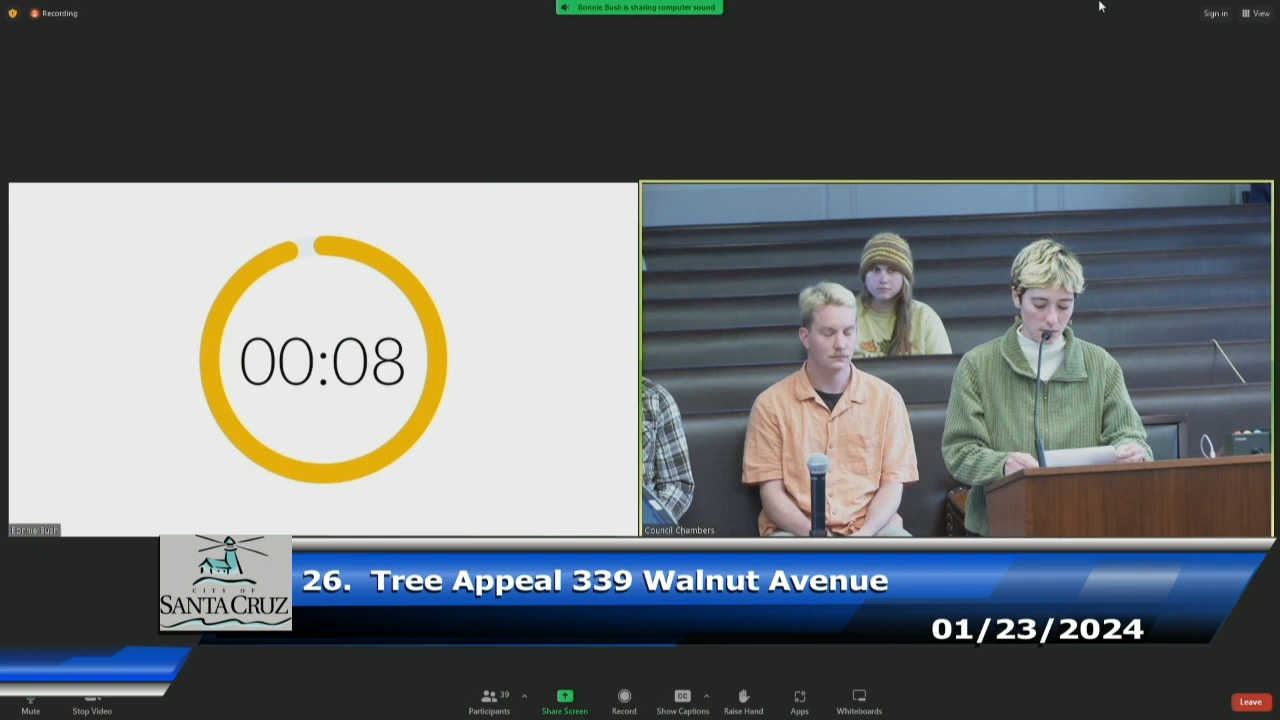 Recording
Bonnie Bush is sharing computer sound
Sign in
View
00:08
Bonnie Bush
Council Chambers
CITY OF
SANTA CRUZ
26. Tree Appeal 339 Walnut Avenue
01/23/2024
Mute
Stop Video
Participants
39
Share Screen
Record
CC
Show Captions
Raise Hand
Apps
Whiteboards
Leave